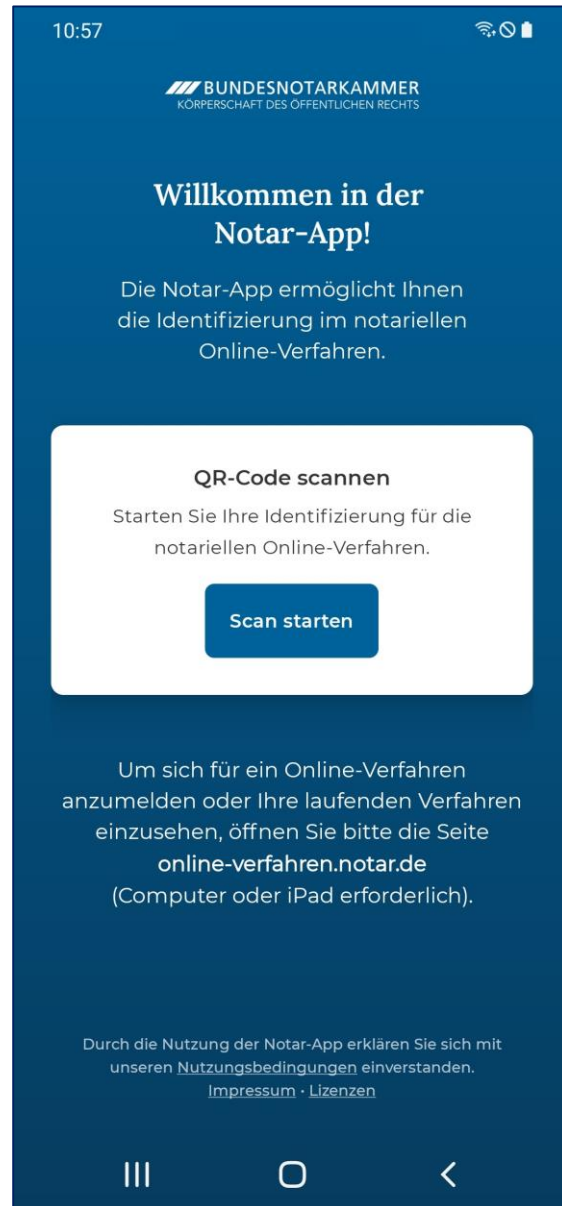 10:57
BUNDESNOTARKAMMER
KÖRPERSCHAFT DES ÖFFENTLICHEN RECHTS
Willkommen in der
Notar-App!
Die Notar-App ermöglicht Ihnen
die Identifizierung im notariellen
Online-Verfahren.
QR-Code scannen
Starten Sie Ihre Identifizierung für die
notariellen Online-Verfahren.
Scan starten
Um sich für ein Online-Verfahren
anzumelden oder Ihre laufenden Verfahren
einzusehen, öffnen Sie bitte die Seite
online-verfahren.notar.de
(Computer oder iPad erforderlich).
Durch die Nutzung der Notar-App erklären Sie sich mit
unseren Nutzungsbedingungen einverstanden.
Impressum · Lizenzen